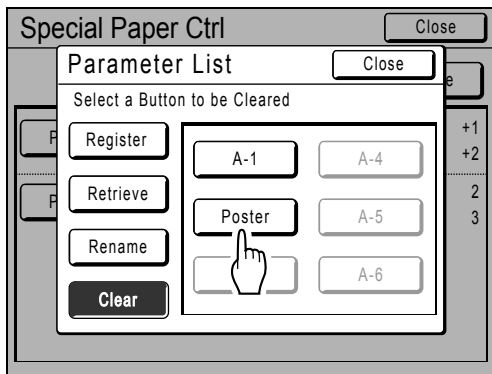 Special Paper Ctrl
Close
Parameter List
Close
Select a Button to be Cleared
Register
A-1
A-4
+1
+2
Retrieve
Poster
A-5
2
3
Rename
A-6
Clear